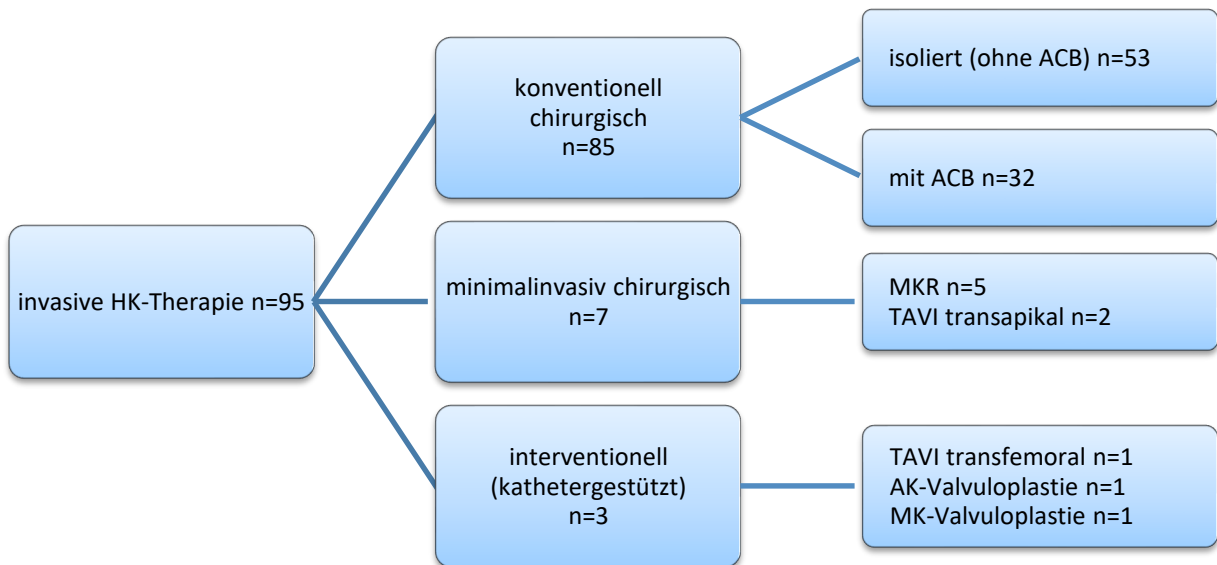 invasive HK-Therapie n=95
konventionell
chirurgisch
n=85
isoliert (ohne ACB) n=53
mit ACB n=32
minimalinvasiv chirurgisch
n=7
MKR n=5
TAVI transapikal n=2
interventionell
(kathetergestützt)
n=3
TAVI transfemoral n=1
AK-Valvuloplastie n=1
MK-Valvuloplastie n=1